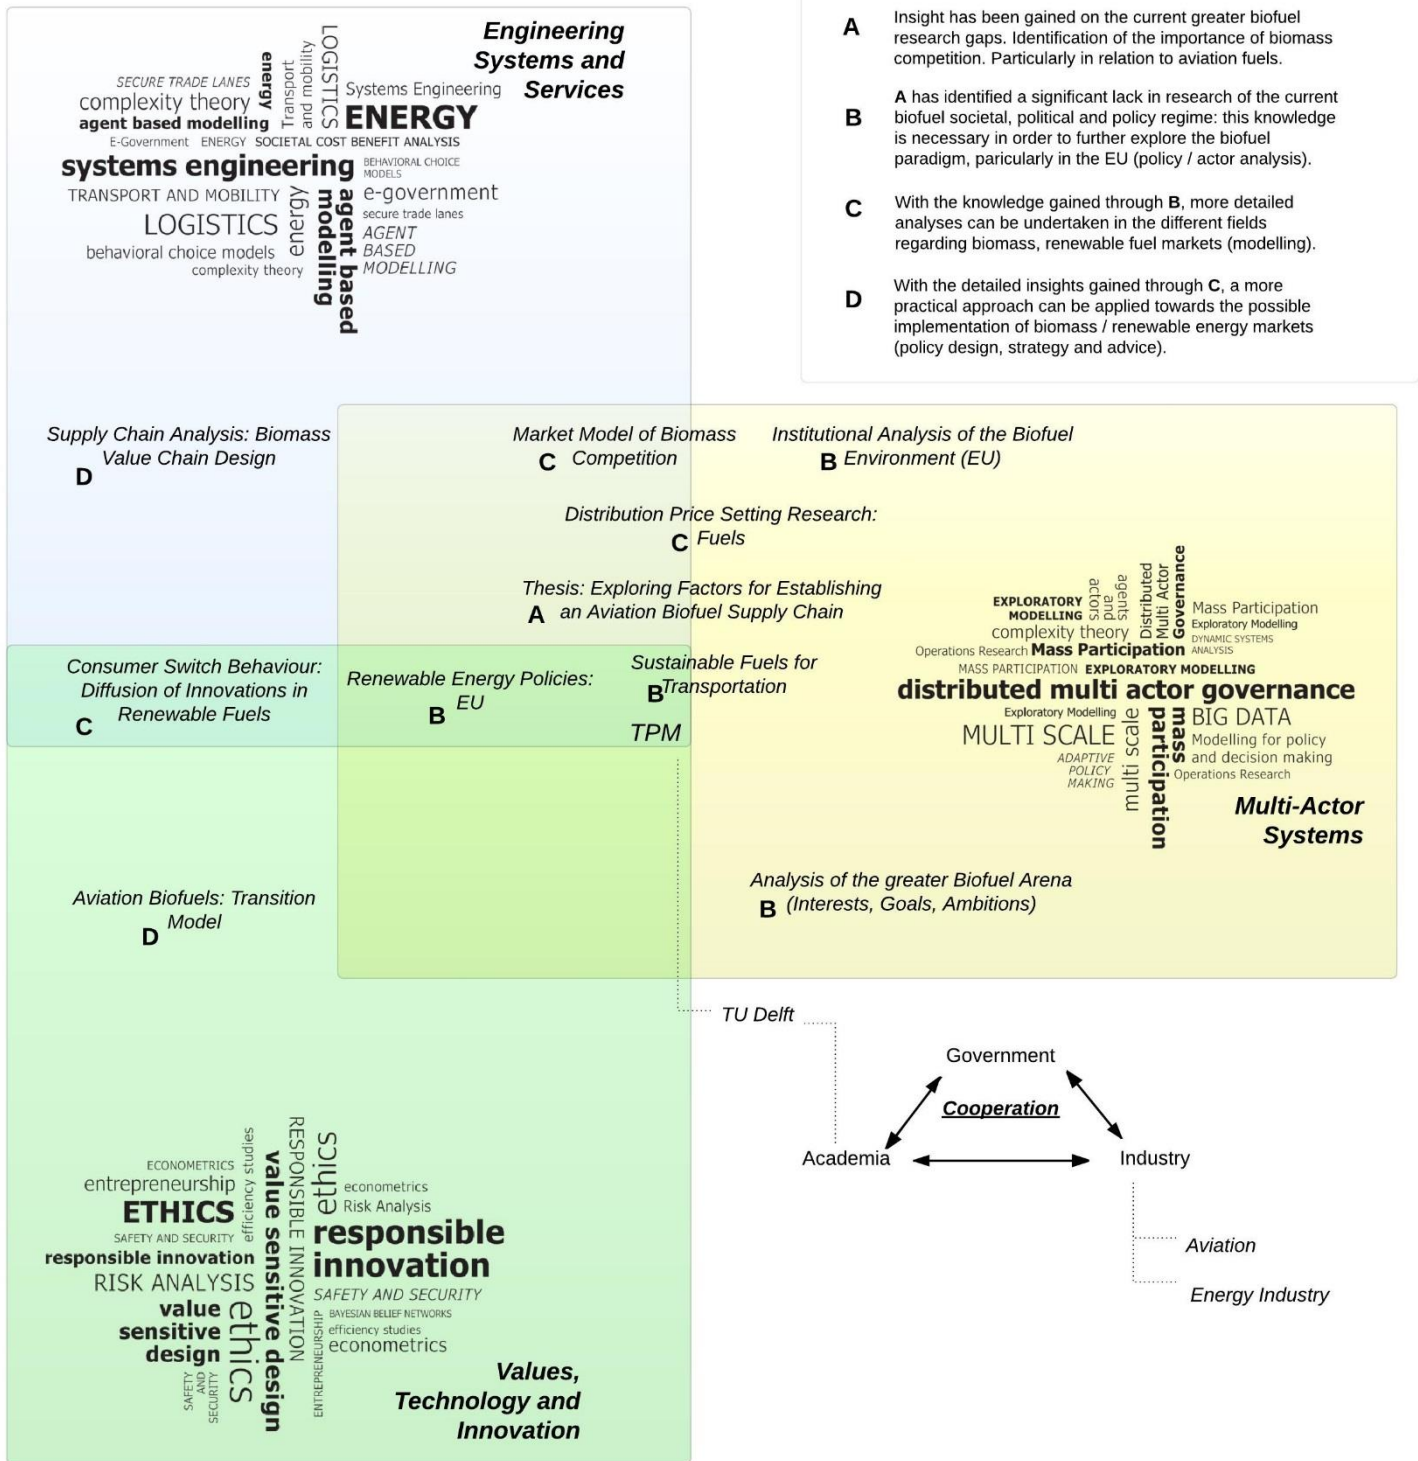 Engineering
Systems and
Services
SECURE TRADE LANES
complexity theory
agent based modelling
energy
Transport
and mobility
LOGISTICS
Systems Engineering
ENERGY
E-Government ENERGY SOCIETAL COST BENEFIT ANALYSIS
systems engineering
BEHAVIORAL CHOICE
MODELS
TRANSPORT AND MOBILITY
LOGISTICS
behavioral choice models
complexity theory
energy
agent based
modelling
e-government
secure trade lanes
AGENT
BASED
MODELLING
A
Insight has been gained on the current greater biofuel
research gaps. Identification of the importance of biomass
competition. Particularly in relation to aviation fuels.
B
A has identified a significant lack in research of the current
biofuel societal, political and policy regime: this knowledge
is necessary in order to further explore the biofuel
paradigm, paricularly in the EU (policy / actor analysis).
C
With the knowledge gained through B, more detailed
analyses can be undertaken in the different fields
regarding biomass, renewable fuel markets (modelling).
D
With the detailed insights gained through C, a more
practical approach can be applied towards the possible
implementation of biomass / renewable energy markets
(policy design, strategy and advice).
Supply Chain Analysis: Biomass
Value Chain Design
D
Market Model of Biomass
C Competition
Institutional Analysis of the Biofuel
B Environment (EU)
Distribution Price Setting Research:
C Fuels
Thesis: Exploring Factors for Establishing
A an Aviation Biofuel Supply Chain
Consumer Switch Behaviour:
Diffusion of Innovations in
Renewable Fuels
C
Renewable Energy Policies:
B EU
Sustainable Fuels for
B Transportation
TPM
EXPLORATORY
MODELLING
agents
and
actors
Distributed
Multi Actor
Governance
complexity theory
Mass Participation
Exploratory Modelling
DYNAMIC SYSTEMS
ANALYSIS
Operations Research Mass Participation
MASS PARTICIPATION EXPLORATORY MODELLING
distributed multi actor governance
Exploratory Modelling
MULTI SCALE
ADAPTIVE
POLICY
MAKING
multi scale
mass
participation
BIG DATA
Modelling for policy
and decision making
Operations Research
Multi-Actor
Systems
Aviation Biofuels: Transition
Model
D
Analysis of the greater Biofuel Arena
B (Interests, Goals, Ambitions)
TU Delft
Government
Cooperation
Academia
Industry
Aviation
Energy Industry
ECONOMETRICS
entrepreneurship
ETHICS
SAFETY AND SECURITY
responsible innovation
RISK ANALYSIS
value
sensitive
design
SAFETY
AND
SECURITY
efficiency studies
ethics
value sensitive design
RESPONSIBLE INNOVATION
ethics
econometrics
Risk Analysis
responsible
innovation
SAFETY AND SECURITY
ENTREPRENEURSHIP
BAYESIAN BELIEF NETWORKS
efficiency studies
econometrics
Values,
Technology and
Innovation